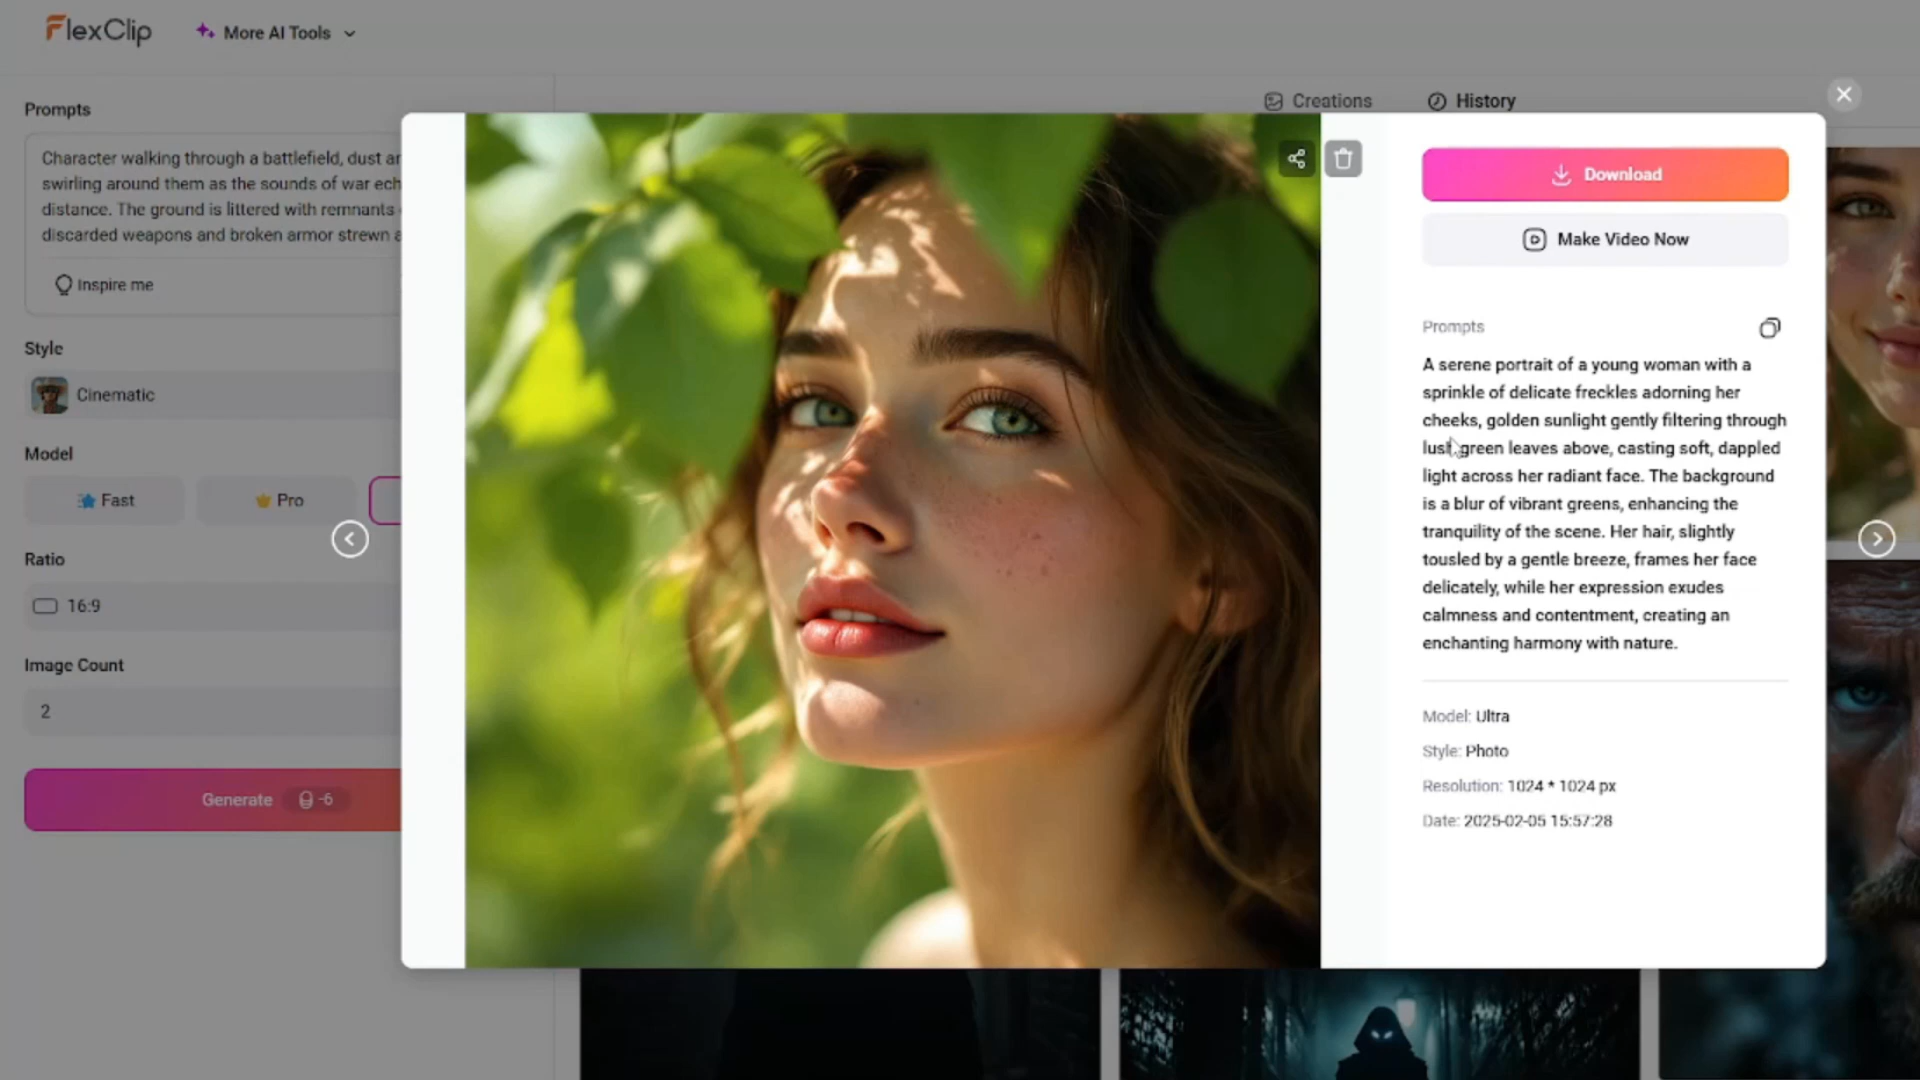 FlexClip
More AI Tools
Creations
History
Prompts
Character walking through a battlefield, dust
swirling around them as the sounds of war
distance. The ground is littered with remnants
discarded weapons and broken armor strewn
Inspire me
Style
Cinematic
Model
Fast
Pro
Ratio
16:9
Image Count
2
Generate
-6
Download
Make Video Now
Prompts
A serene portrait of a young woman with a
sprinkle of delicate freckles adorning her
cheeks, golden sunlight gently filtering through
lush green leaves above, casting soft, dappled
light across her radiant face. The background
is a blur of vibrant greens, enhancing the
tranquility of the scene. Her hair, slightly
tousled by a gentle breeze, frames her face
delicately, while her expression exudes
calmness and contentment, creating an
enchanting harmony with nature.
Model: Ultra
Style: Photo
Resolution: 1024 * 1024 px
Date: 2025-02-05 15:57:28